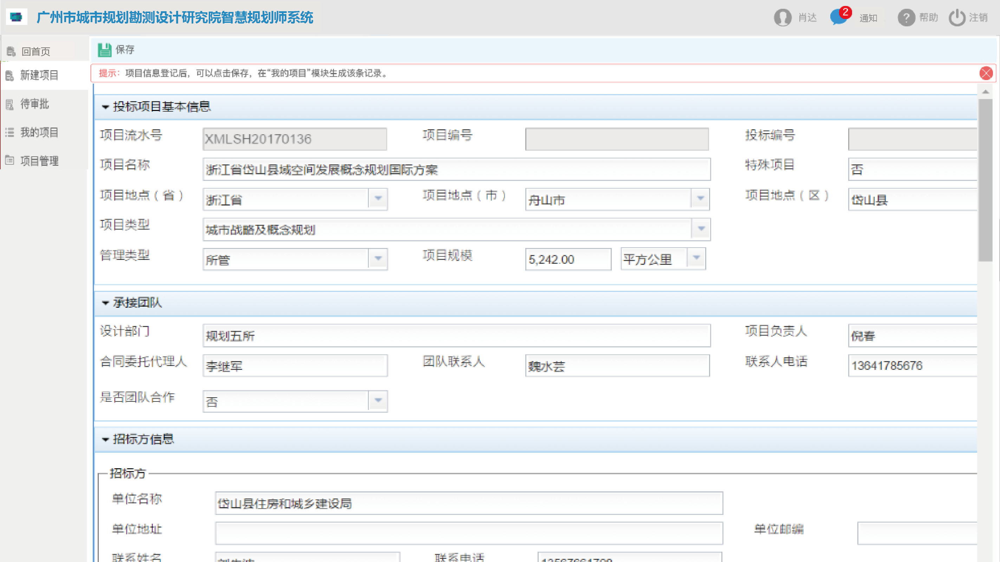 广州市城市规划勘测设计研究院智慧规划师系统 肖达 2 通知 ? 帮助 注销
回首页 保存
新建项目 提示：项目信息登记后，可以点击保存，在“我的项目”模块生成该条记录。
待审批
我的项目
项目管理
投标项目基本信息
项目流水号 XMLSH20170136 项目编号 投标编号
项目名称 浙江省岱山县域空间发展概念规划国际方案 特殊项目 否
项目地点（省） 浙江省 项目地点（市） 舟山市 项目地点（区） 岱山县
项目类型 城市战略及概念规划
管理类型 所管 项目规模 5,242.00 平方公里
承接团队
设计部门 规划五所 项目负责人 倪春
合同委托代理人 李继军 团队联系人 魏水芸 联系人电话 13641785676
是否团队合作 否
招标方信息
招标方
单位名称 岱山县住房和城乡建设局
单位地址 单位邮编
联系姓名 联系电话